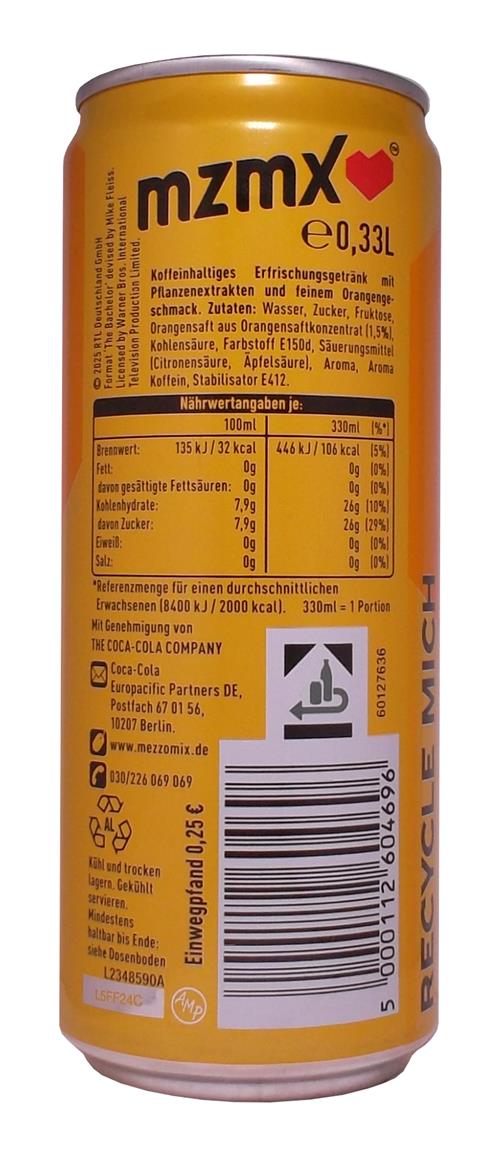 mzmx
℮0,33L
© 2025 RTL Deutschland GmbH
Format 'The Bachelor' devised by Mike Fleiss.
Licensed by Warner Bros. International
Television Production Limited.
Koffeinhaltiges Erfrischungsgetränk mit
Pflanzenextrakten und feinem Orangenge-
schmack. Zutaten: Wasser, Zucker, Fruktose,
Orangensaft aus Orangensaftkonzentrat (1,5%),
Kohlensäure, Farbstoff E150d, Säuerungsmittel
(Citronensäure, Äpfelsäure), Aroma, Aroma
Koffein, Stabilisator E412.
Nährwertangaben je:
100ml 330ml (%*)
Brennwert: 135 kJ / 32 kcal 446 kJ / 106 kcal (5%)
Fett: 0g 0g (0%)
davon gesättigte Fettsäuren: 0g 0g (0%)
Kohlenhydrate: 7,9g 26g (10%)
davon Zucker: 7,9g 26g (29%)
Eiweiß: 0g 0g (0%)
Salz: 0g 0g (0%)
*Referenzmenge für einen durchschnittlichen
Erwachsenen (8400 kJ / 2000 kcal). 330ml = 1 Portion
Mit Genehmigung von
THE COCA-COLA COMPANY
Coca-Cola
Europacific Partners DE,
Postfach 67 01 56,
10207 Berlin.
www.mezzomix.de
030/226 069 069
AL
Kühl und trocken
lagern. Gekühlt
servieren.
Mindestens
haltbar bis Ende:
siehe Dosenboden
L2348590A
L5FF24C
AMP
Einwegpfand 0,25 €
60127636
5 000112 604696
RECYCLE MICH